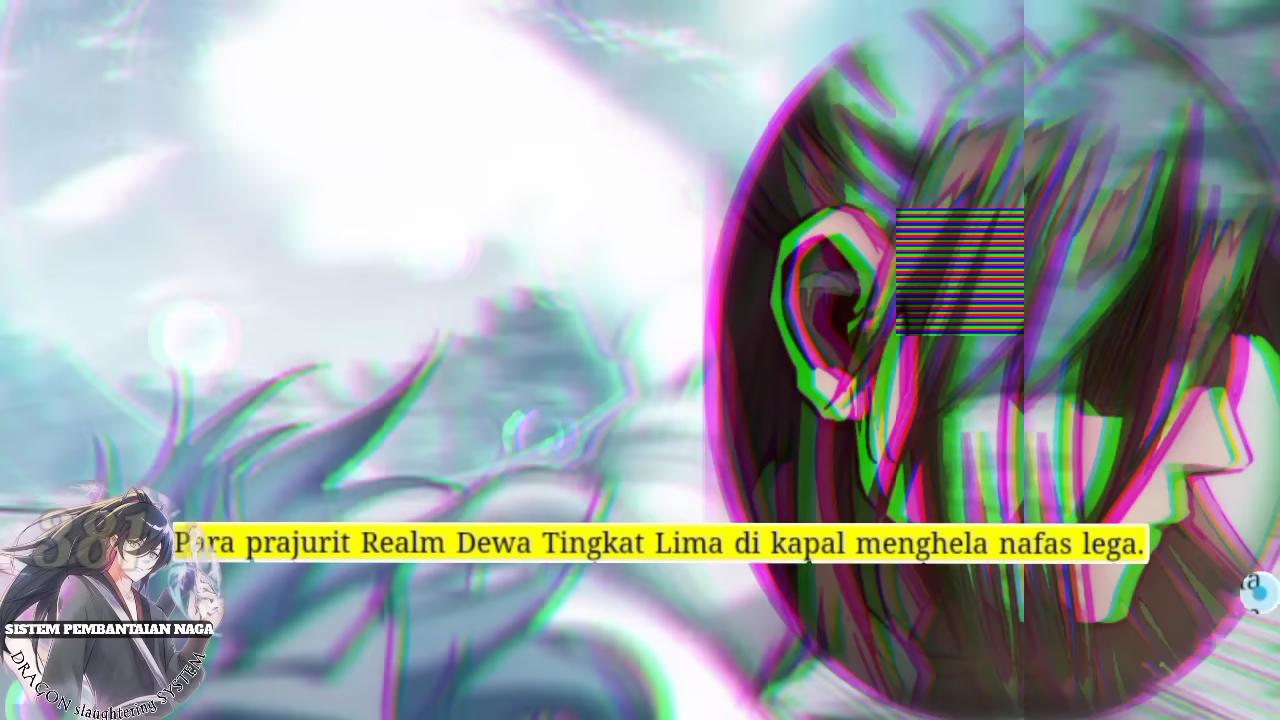 Para prajurit Realm Dewa Tingkat Lima di kapal menghela nafas lega.
SISTEM PEMBANTAIAN NAGA
DRAGON slaughtering SYSTEM